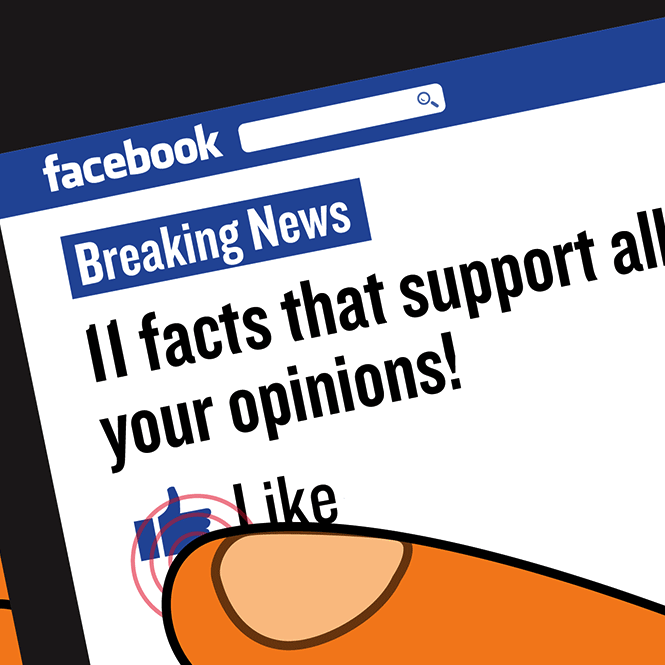 facebook
Breaking News
11 facts that support all
your opinions!
Like